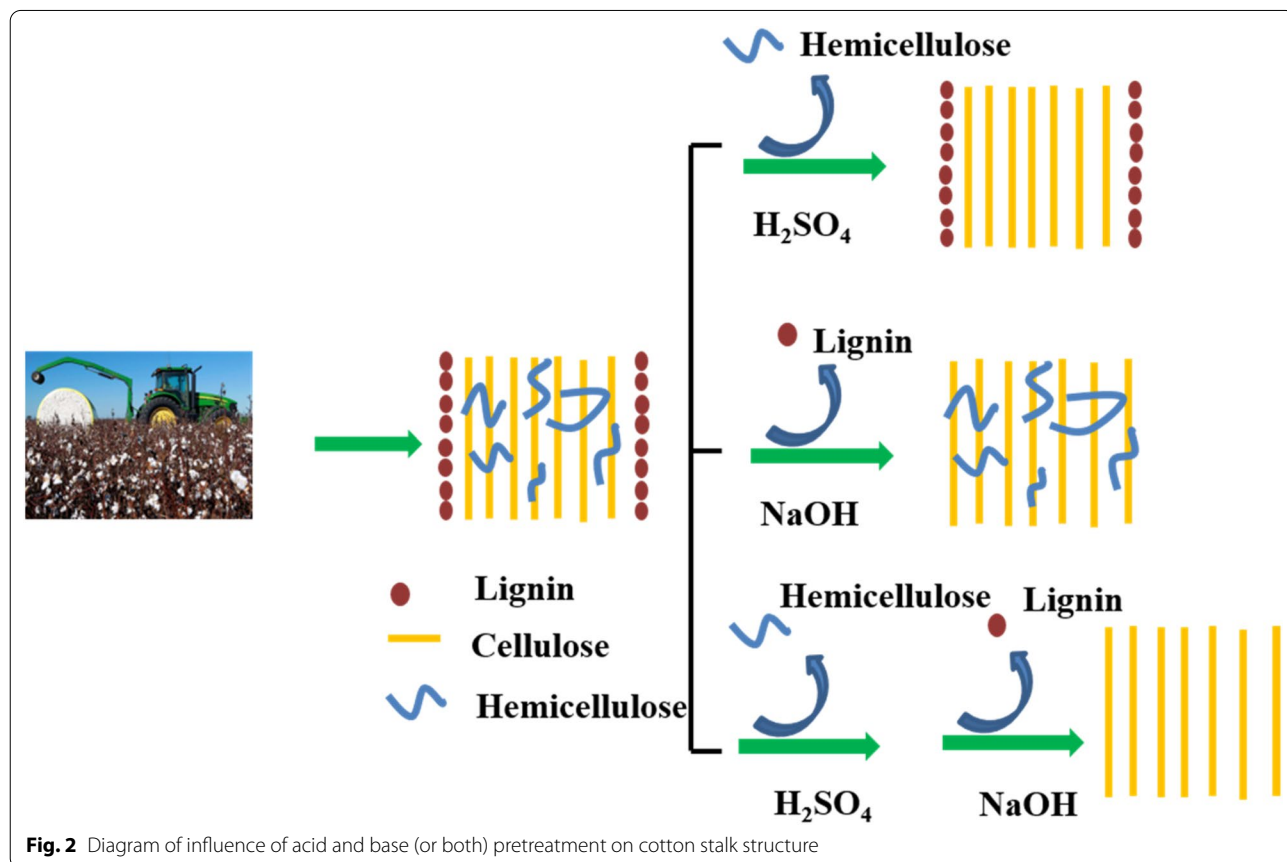 Hemicellulose
H₂SO₄
Lignin
NaOH
Lignin
Cellulose
Hemicellulose
Hemicellulose Lignin
H₂SO₄ NaOH
Fig. 2 Diagram of influence of acid and base (or both) pretreatment on cotton stalk structure